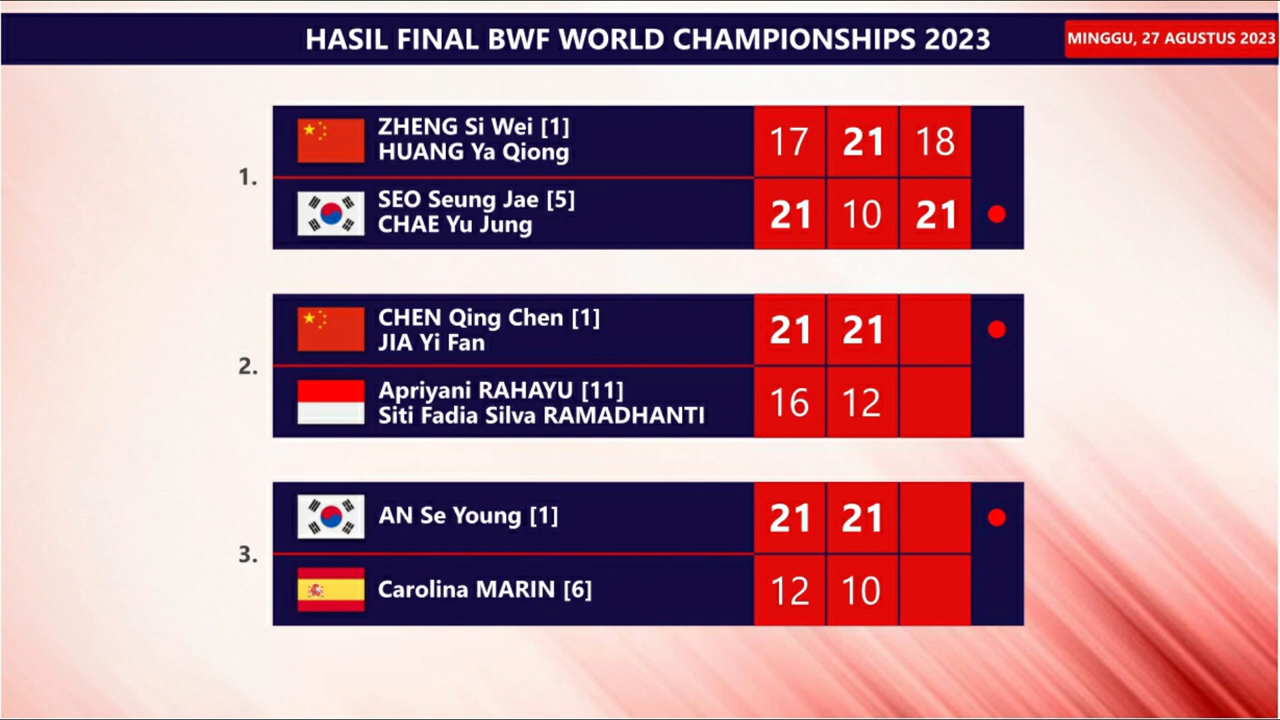 HASIL FINAL BWF WORLD CHAMPIONSHIPS 2023
MINGGU, 27 AGUSTUS 2023
1.
ZHENG Si Wei [1]
HUANG Ya Qiong
17 21 18
SEO Seung Jae [5]
CHAE Yu Jung
21 10 21
2.
CHEN Qing Chen [1]
JIA Yi Fan
21 21
Apriyani RAHAYU [11]
Siti Fadia Silva RAMADHANTI
16 12
3.
AN Se Young [1]
21 21
Carolina MARIN [6]
12 10